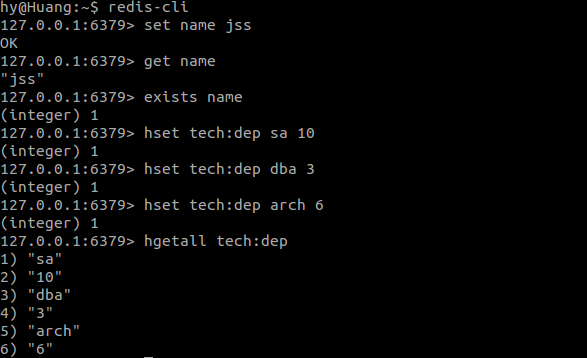 hy@Huang:~$ redis-cli
127.0.0.1:6379> set name jss
OK
127.0.0.1:6379> get name
"jss"
127.0.0.1:6379> exists name
(integer) 1
127.0.0.1:6379> hset tech:dep sa 10
(integer) 1
127.0.0.1:6379> hset tech:dep dba 3
(integer) 1
127.0.0.1:6379> hset tech:dep arch 6
(integer) 1
127.0.0.1:6379> hgetall tech:dep
1) "sa"
2) "10"
3) "dba"
4) "3"
5) "arch"
6) "6"